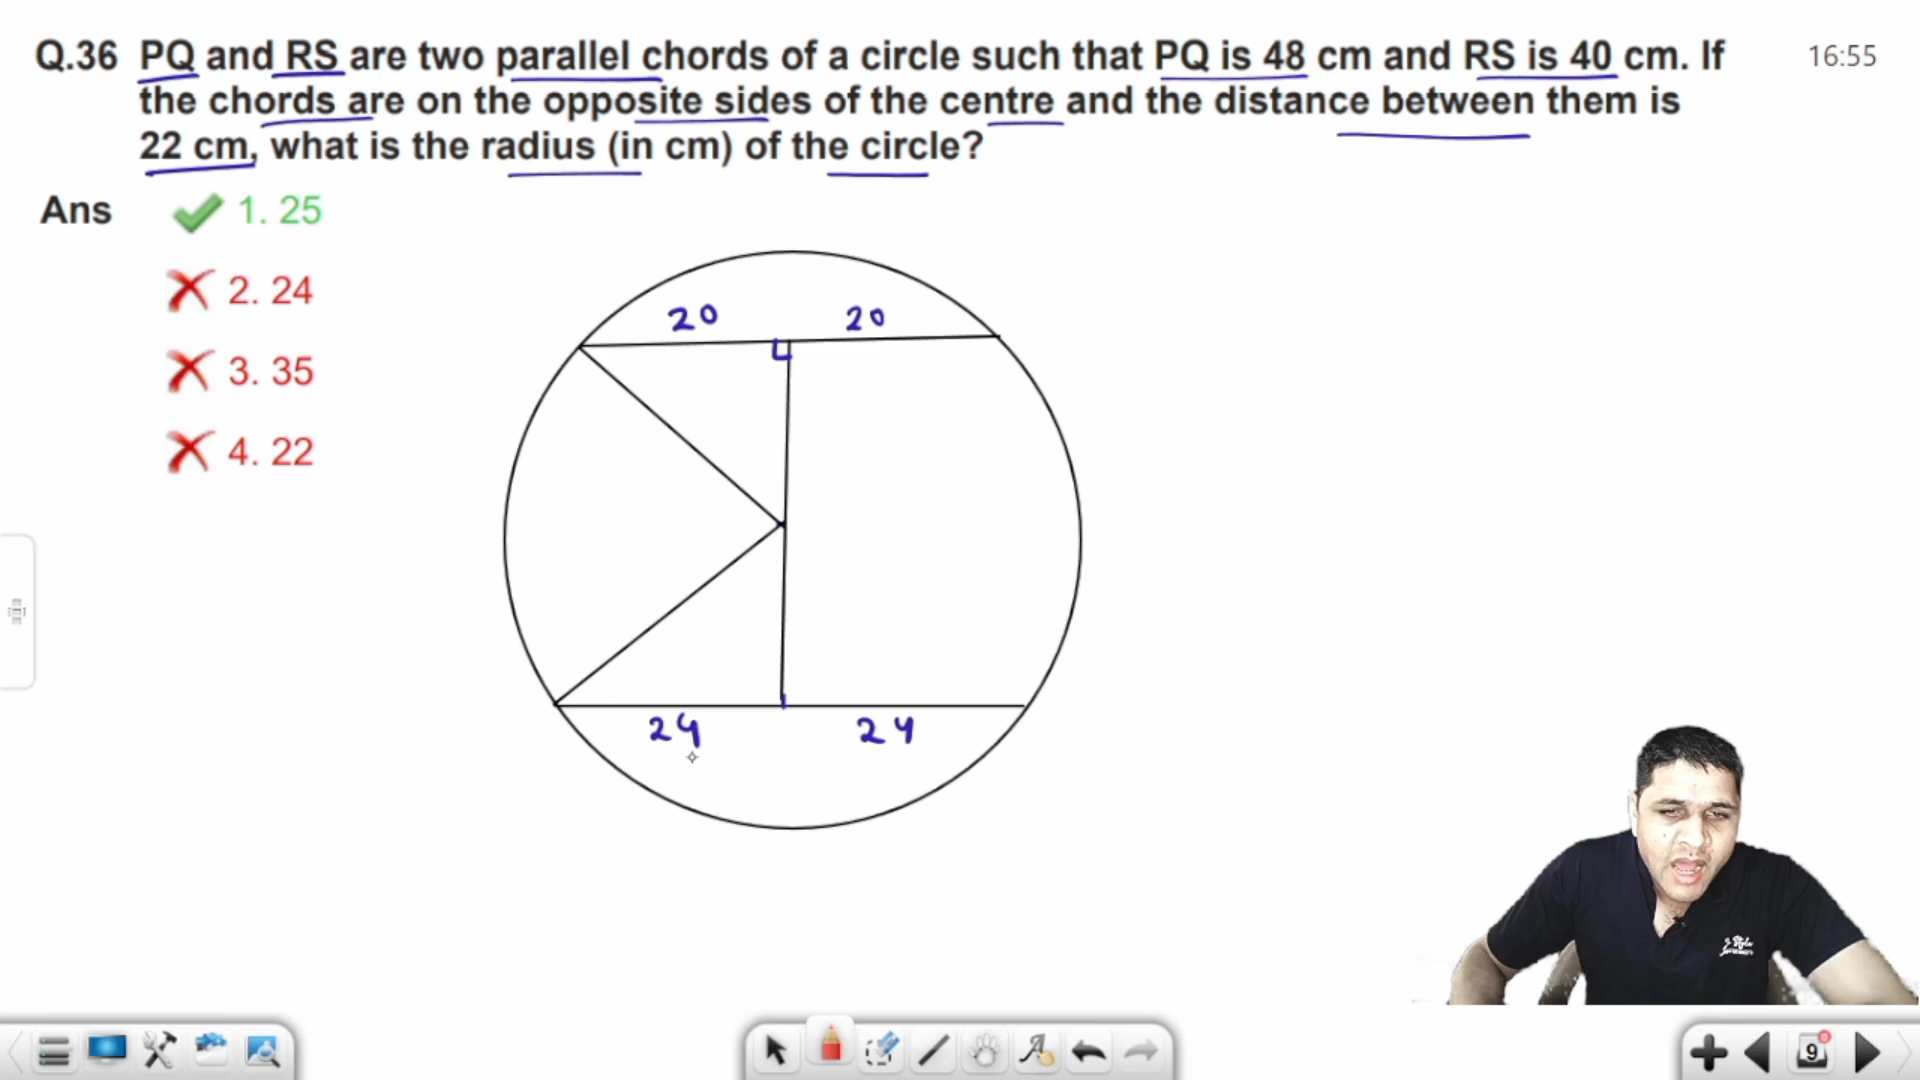 Q.36 PQ and RS are two parallel chords of a circle such that PQ is 48 cm and RS is 40 cm. If
16:55
the chords are on the opposite sides of the centre and the distance between them is
22 cm, what is the radius (in cm) of the circle?
Ans 1. 25
2. 24
3. 35
4. 22
20 20
24 24
9